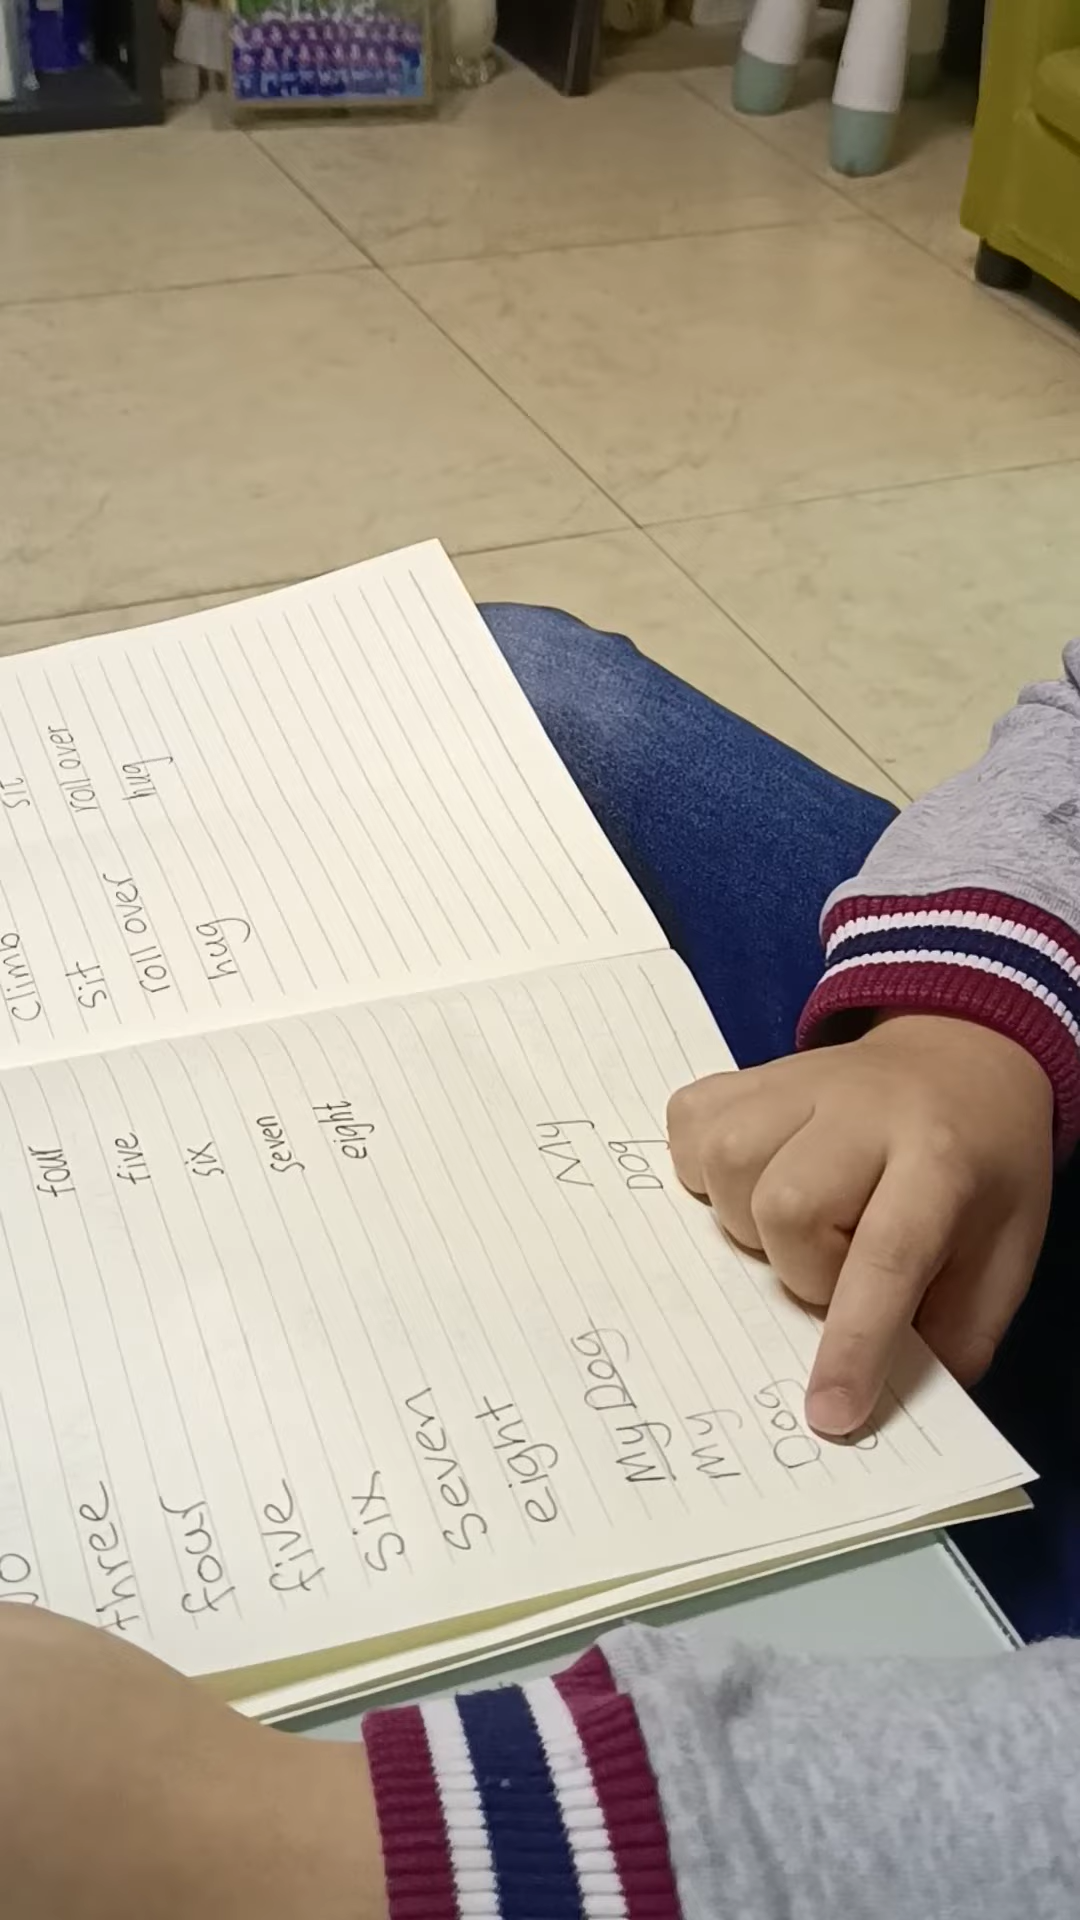 three
four four
five five
six six
seven seven
eight eight
My Dog
My My
Dog Dog
climb
sit sit
roll over roll over
hug hug